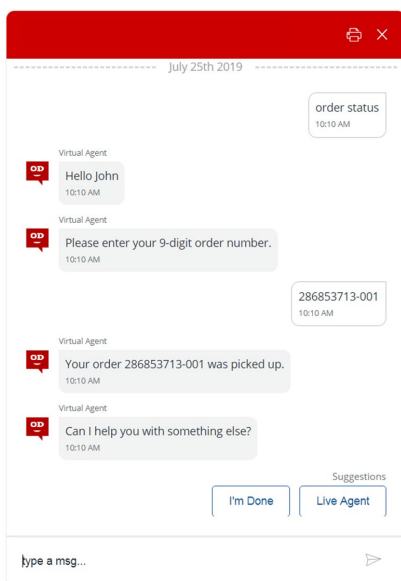 July 25th 2019
order status
10:10 AM
Virtual Agent
OD
Hello John
10:10 AM
Virtual Agent
OD
Please enter your 9-digit order number.
10:10 AM
286853713-001
10:10 AM
Virtual Agent
OD
Your order 286853713-001 was picked up.
10:10 AM
Virtual Agent
OD
Can I help you with something else?
10:10 AM
Suggestions
I'm Done Live Agent
type a msg...